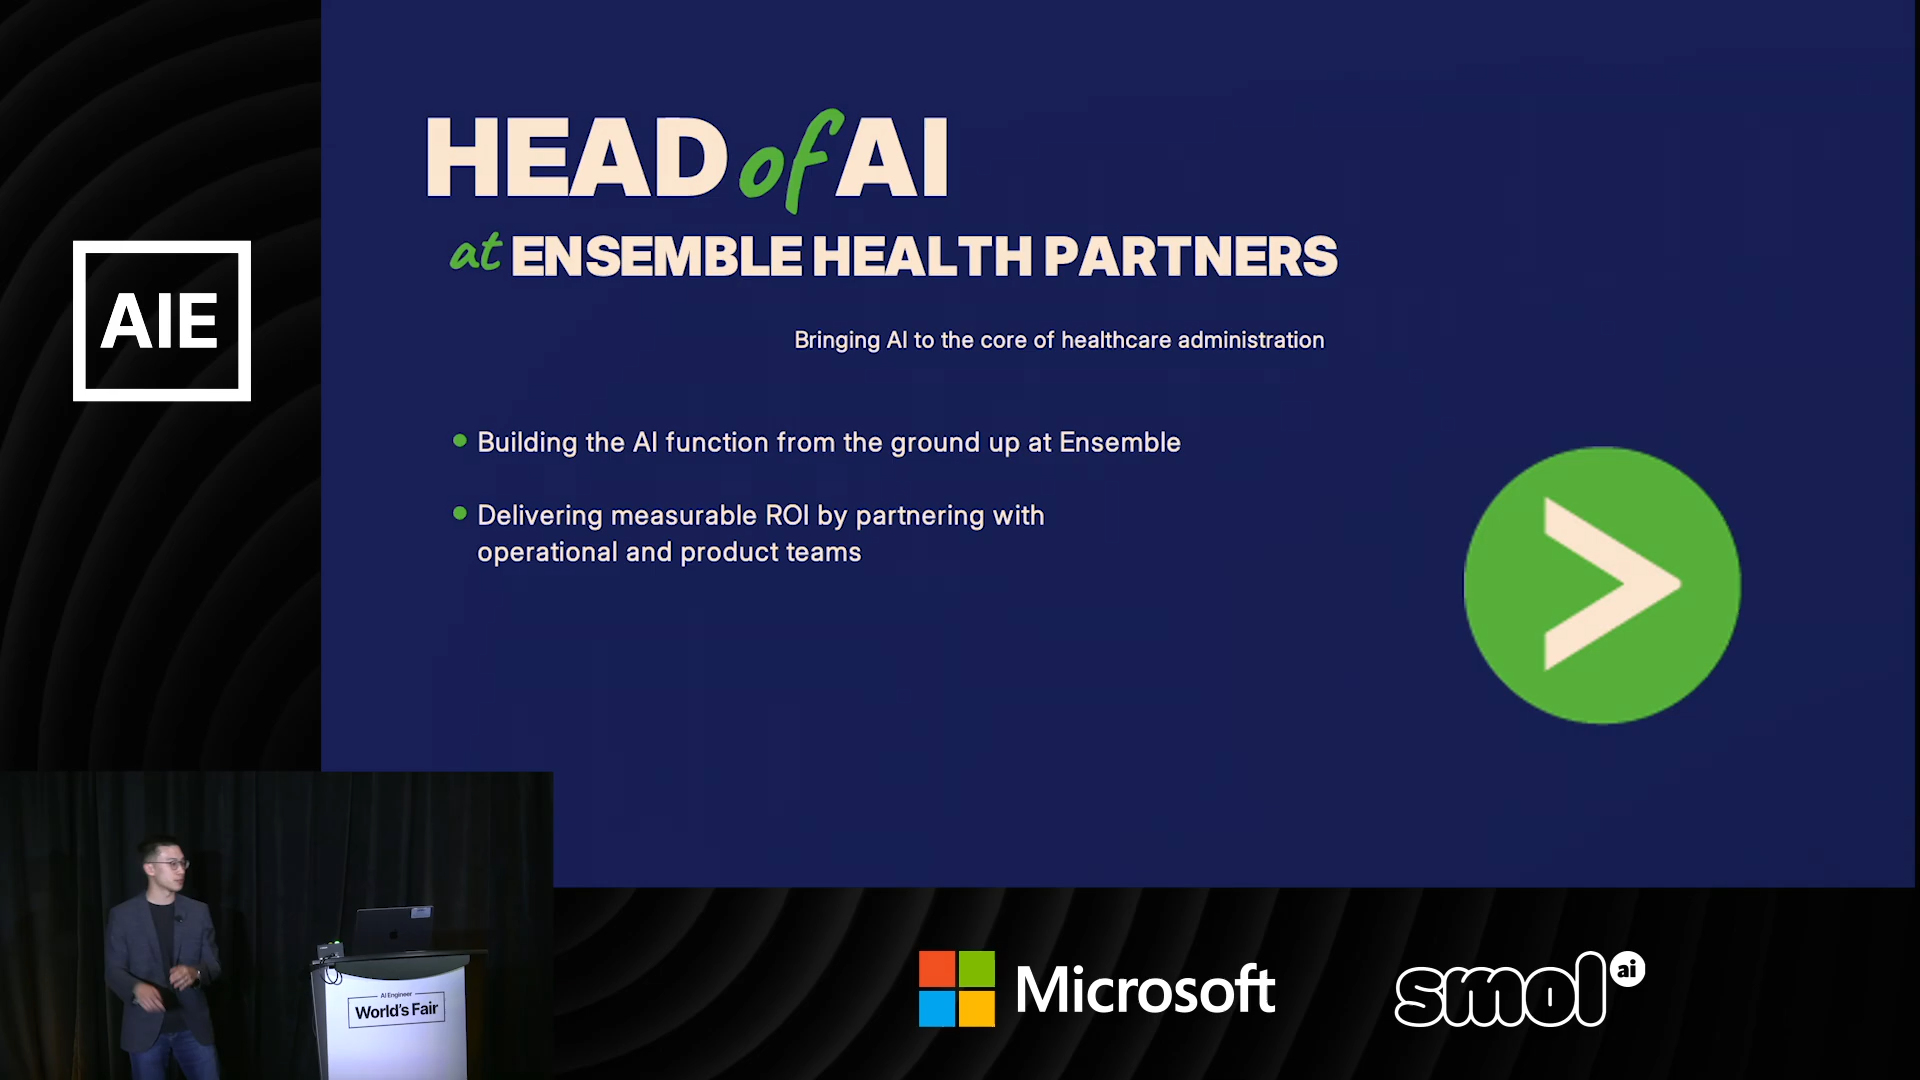 HEAD of AI
at ENSEMBLE HEALTH PARTNERS
Bringing AI to the core of healthcare administration
AIE
Building the AI function from the ground up at Ensemble
Delivering measurable ROI by partnering with
operational and product teams
AI Engineer
World's Fair
Microsoft
smol ai